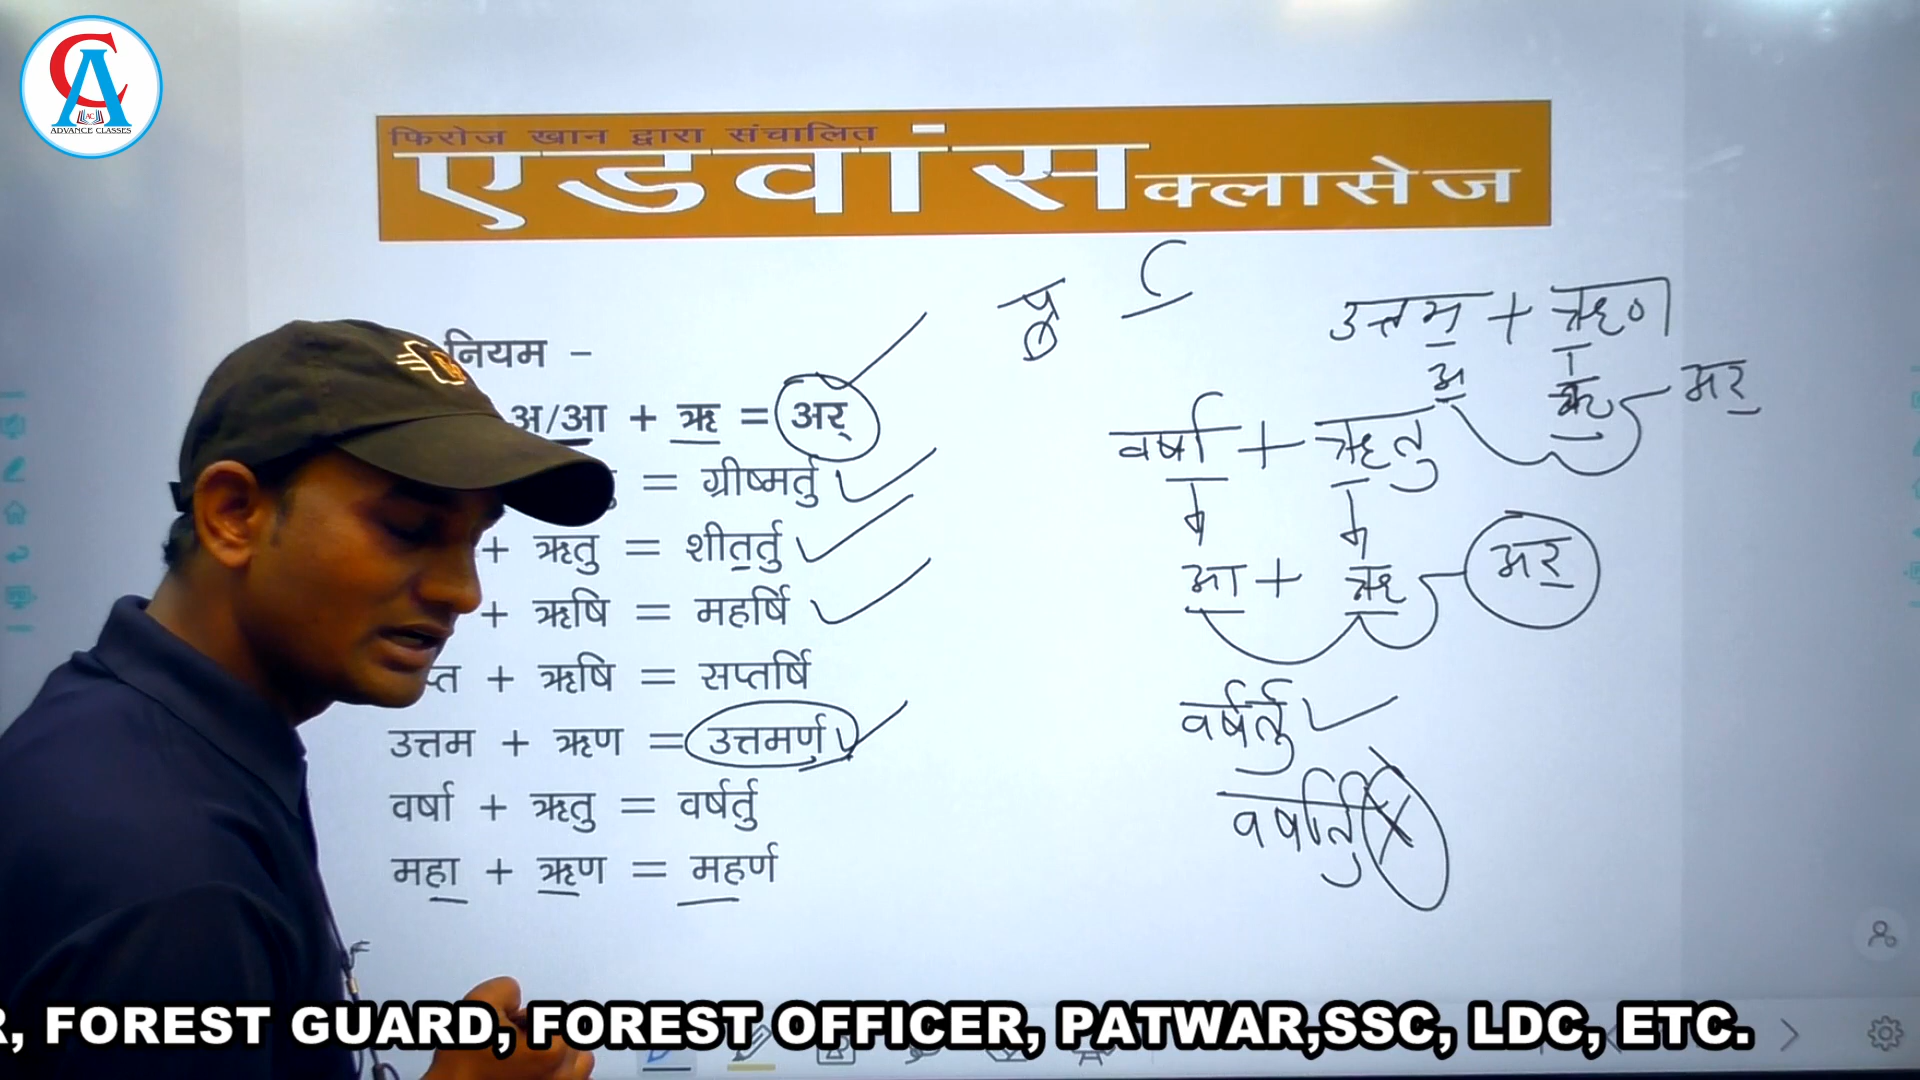 CA
AC
ADVANCE CLASSES
फिरोज खान द्वारा संचालित
एडवांस क्लासेज
नियम –
अ/आ + ऋ = अर्
= ग्रीष्मर्तु
+ ऋतु = शीतर्तु
+ ऋषि = महर्षि
+ ऋषि = सप्तर्षि
उत्तम + ऋण = उत्तमर्ण
वर्षा + ऋतु = वर्षर्तु
महा + ऋण = महर्ण
उत्तम + ऋण
अ ऋ अर्
वर्षा + ऋतु
आ + ऋ अर्
वर्षर्तु
वर्षार्तु
R, FOREST GUARD, FOREST OFFICER, PATWAR,SSC, LDC, ETC.